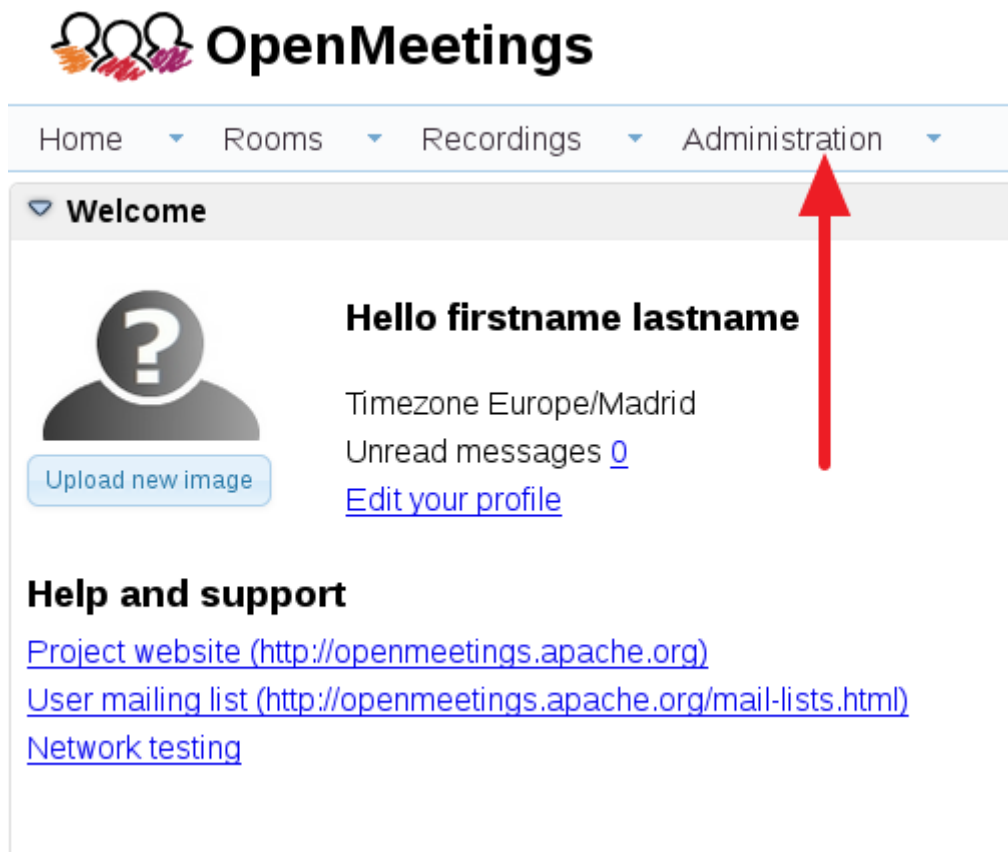 OpenMeetings
Home Rooms Recordings Administration
Welcome
Hello firstname lastname
Timezone Europe/Madrid
Unread messages 0
Upload new image
Edit your profile
Help and support
Project website (http://openmeetings.apache.org)
User mailing list (http://openmeetings.apache.org/mail-lists.html)
Network testing